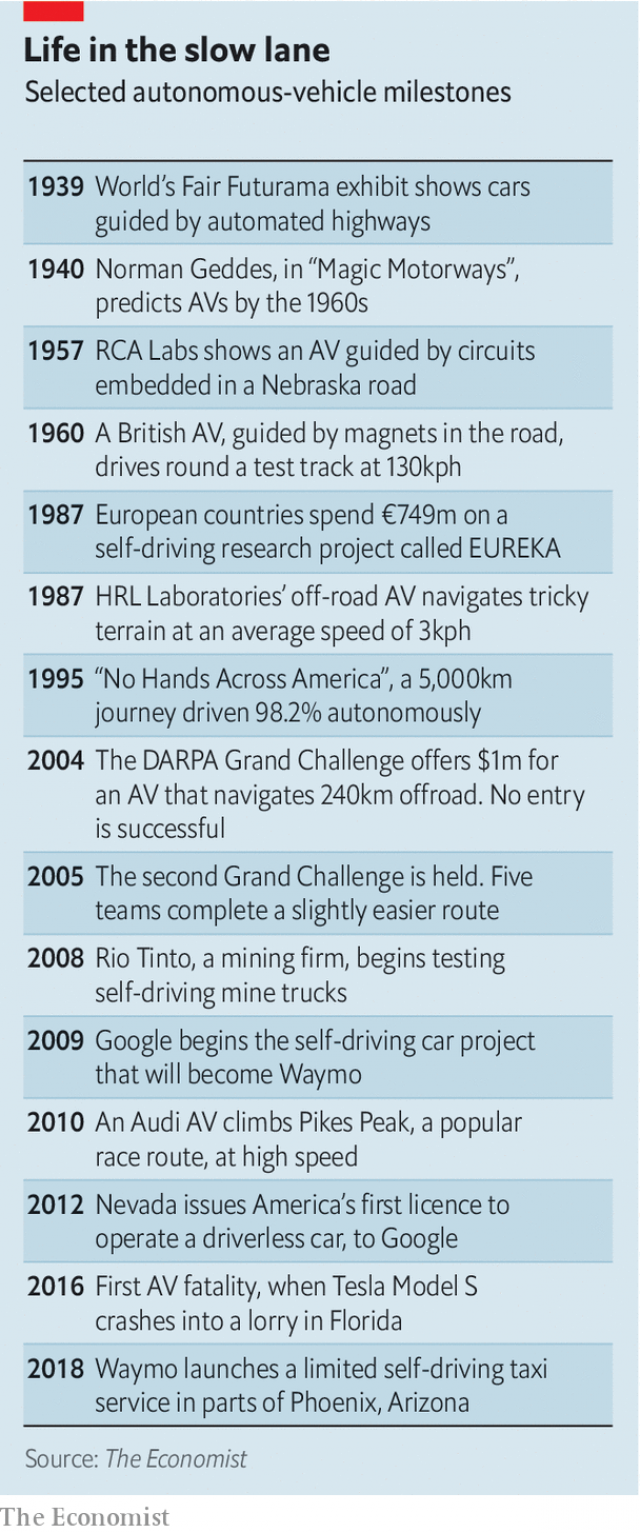 Life in the slow lane
Selected autonomous-vehicle milestones
1939 World's Fair Futurama exhibit shows cars
guided by automated highways
1940 Norman Geddes, in “Magic Motorways”,
predicts AVs by the 1960s
1957 RCA Labs shows an AV guided by circuits
embedded in a Nebraska road
1960 A British AV, guided by magnets in the road,
drives round a test track at 130kph
1987 European countries spend €749m on a
self-driving research project called EUREKA
1987 HRL Laboratories’ off-road AV navigates tricky
terrain at an average speed of 3kph
1995 “No Hands Across America”, a 5,000km
journey driven 98.2% autonomously
2004 The DARPA Grand Challenge offers $1m for
an AV that navigates 240km offroad. No entry
is successful
2005 The second Grand Challenge is held. Five
teams complete a slightly easier route
2008 Rio Tinto, a mining firm, begins testing
self-driving mine trucks
2009 Google begins the self-driving car project
that will become Waymo
2010 An Audi AV climbs Pikes Peak, a popular
race route, at high speed
2012 Nevada issues America’s first licence to
operate a driverless car, to Google
2016 First AV fatality, when Tesla Model S
crashes into a lorry in Florida
2018 Waymo launches a limited self-driving taxi
service in parts of Phoenix, Arizona
Source: The Economist
The Economist